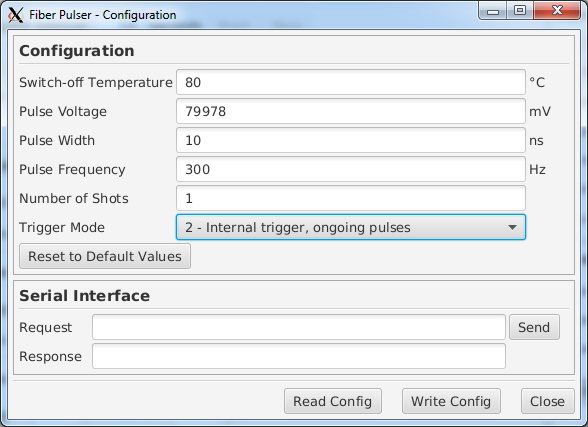 Fiber Pulser - Configuration
Configuration
Switch-off Temperature 80 °C
Pulse Voltage 79978 mV
Pulse Width 10 ns
Pulse Frequency 300 Hz
Number of Shots 1
Trigger Mode 2 - Internal trigger, ongoing pulses
Reset to Default Values
Serial Interface
Request Send
Response
Read Config Write Config Close